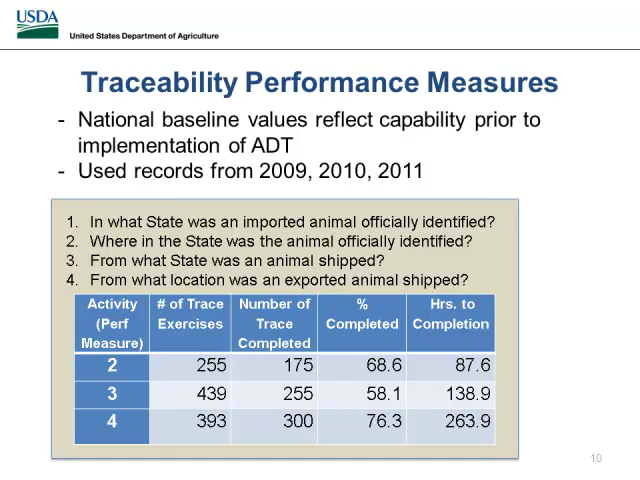 USDA
United States Department of Agriculture
Traceability Performance Measures
- National baseline values reflect capability prior to
implementation of ADT
- Used records from 2009, 2010, 2011
1. In what State was an imported animal officially identified?
2. Where in the State was the animal officially identified?
3. From what State was an animal shipped?
4. From what location was an exported animal shipped?
Activity # of Trace Number of % Hrs. to
(Perf Exercises Trace Completed Completion
Measure) Completed
2 255 175 68.6 87.6
3 439 255 58.1 138.9
4 393 300 76.3 263.9
10